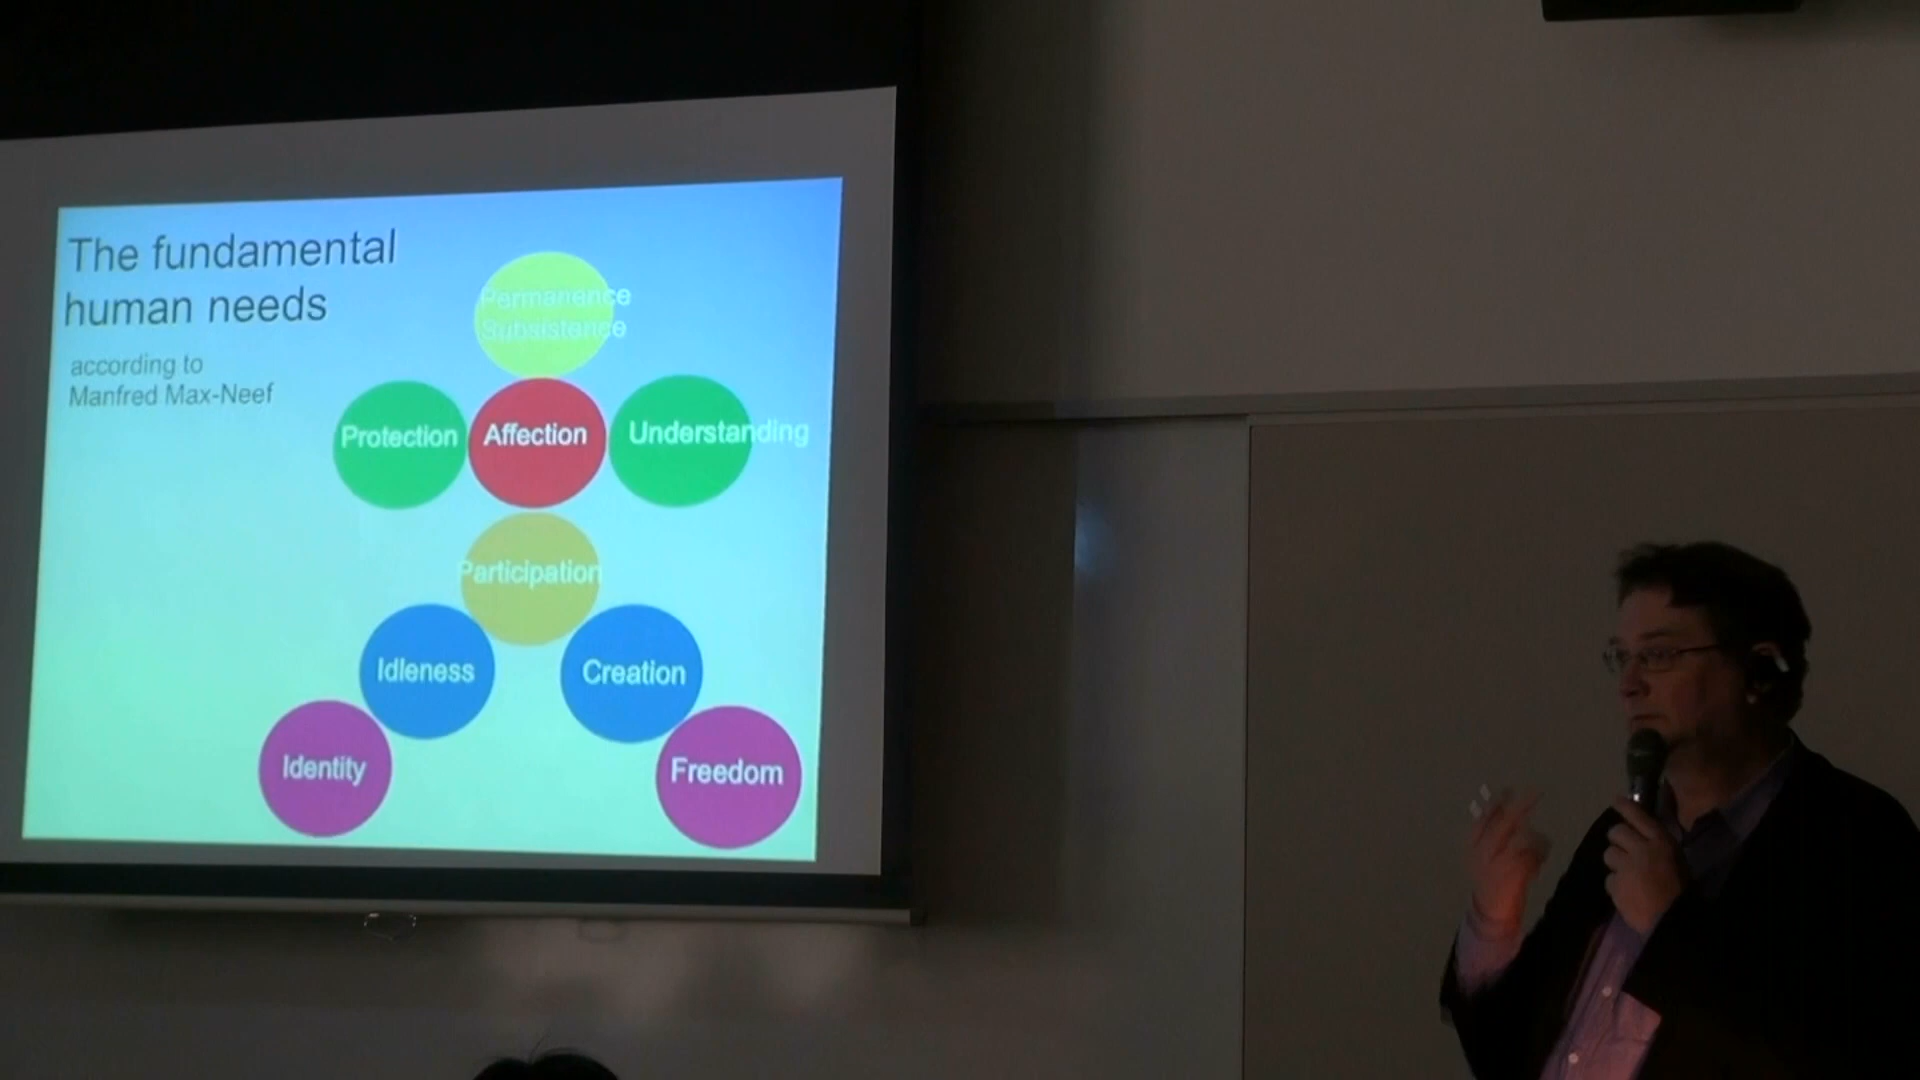 The fundamental
human needs
according to
Manfred Max-Neef
Permanence
Subsistence
Protection
Affection
Understanding
Participation
Idleness
Creation
Identity
Freedom